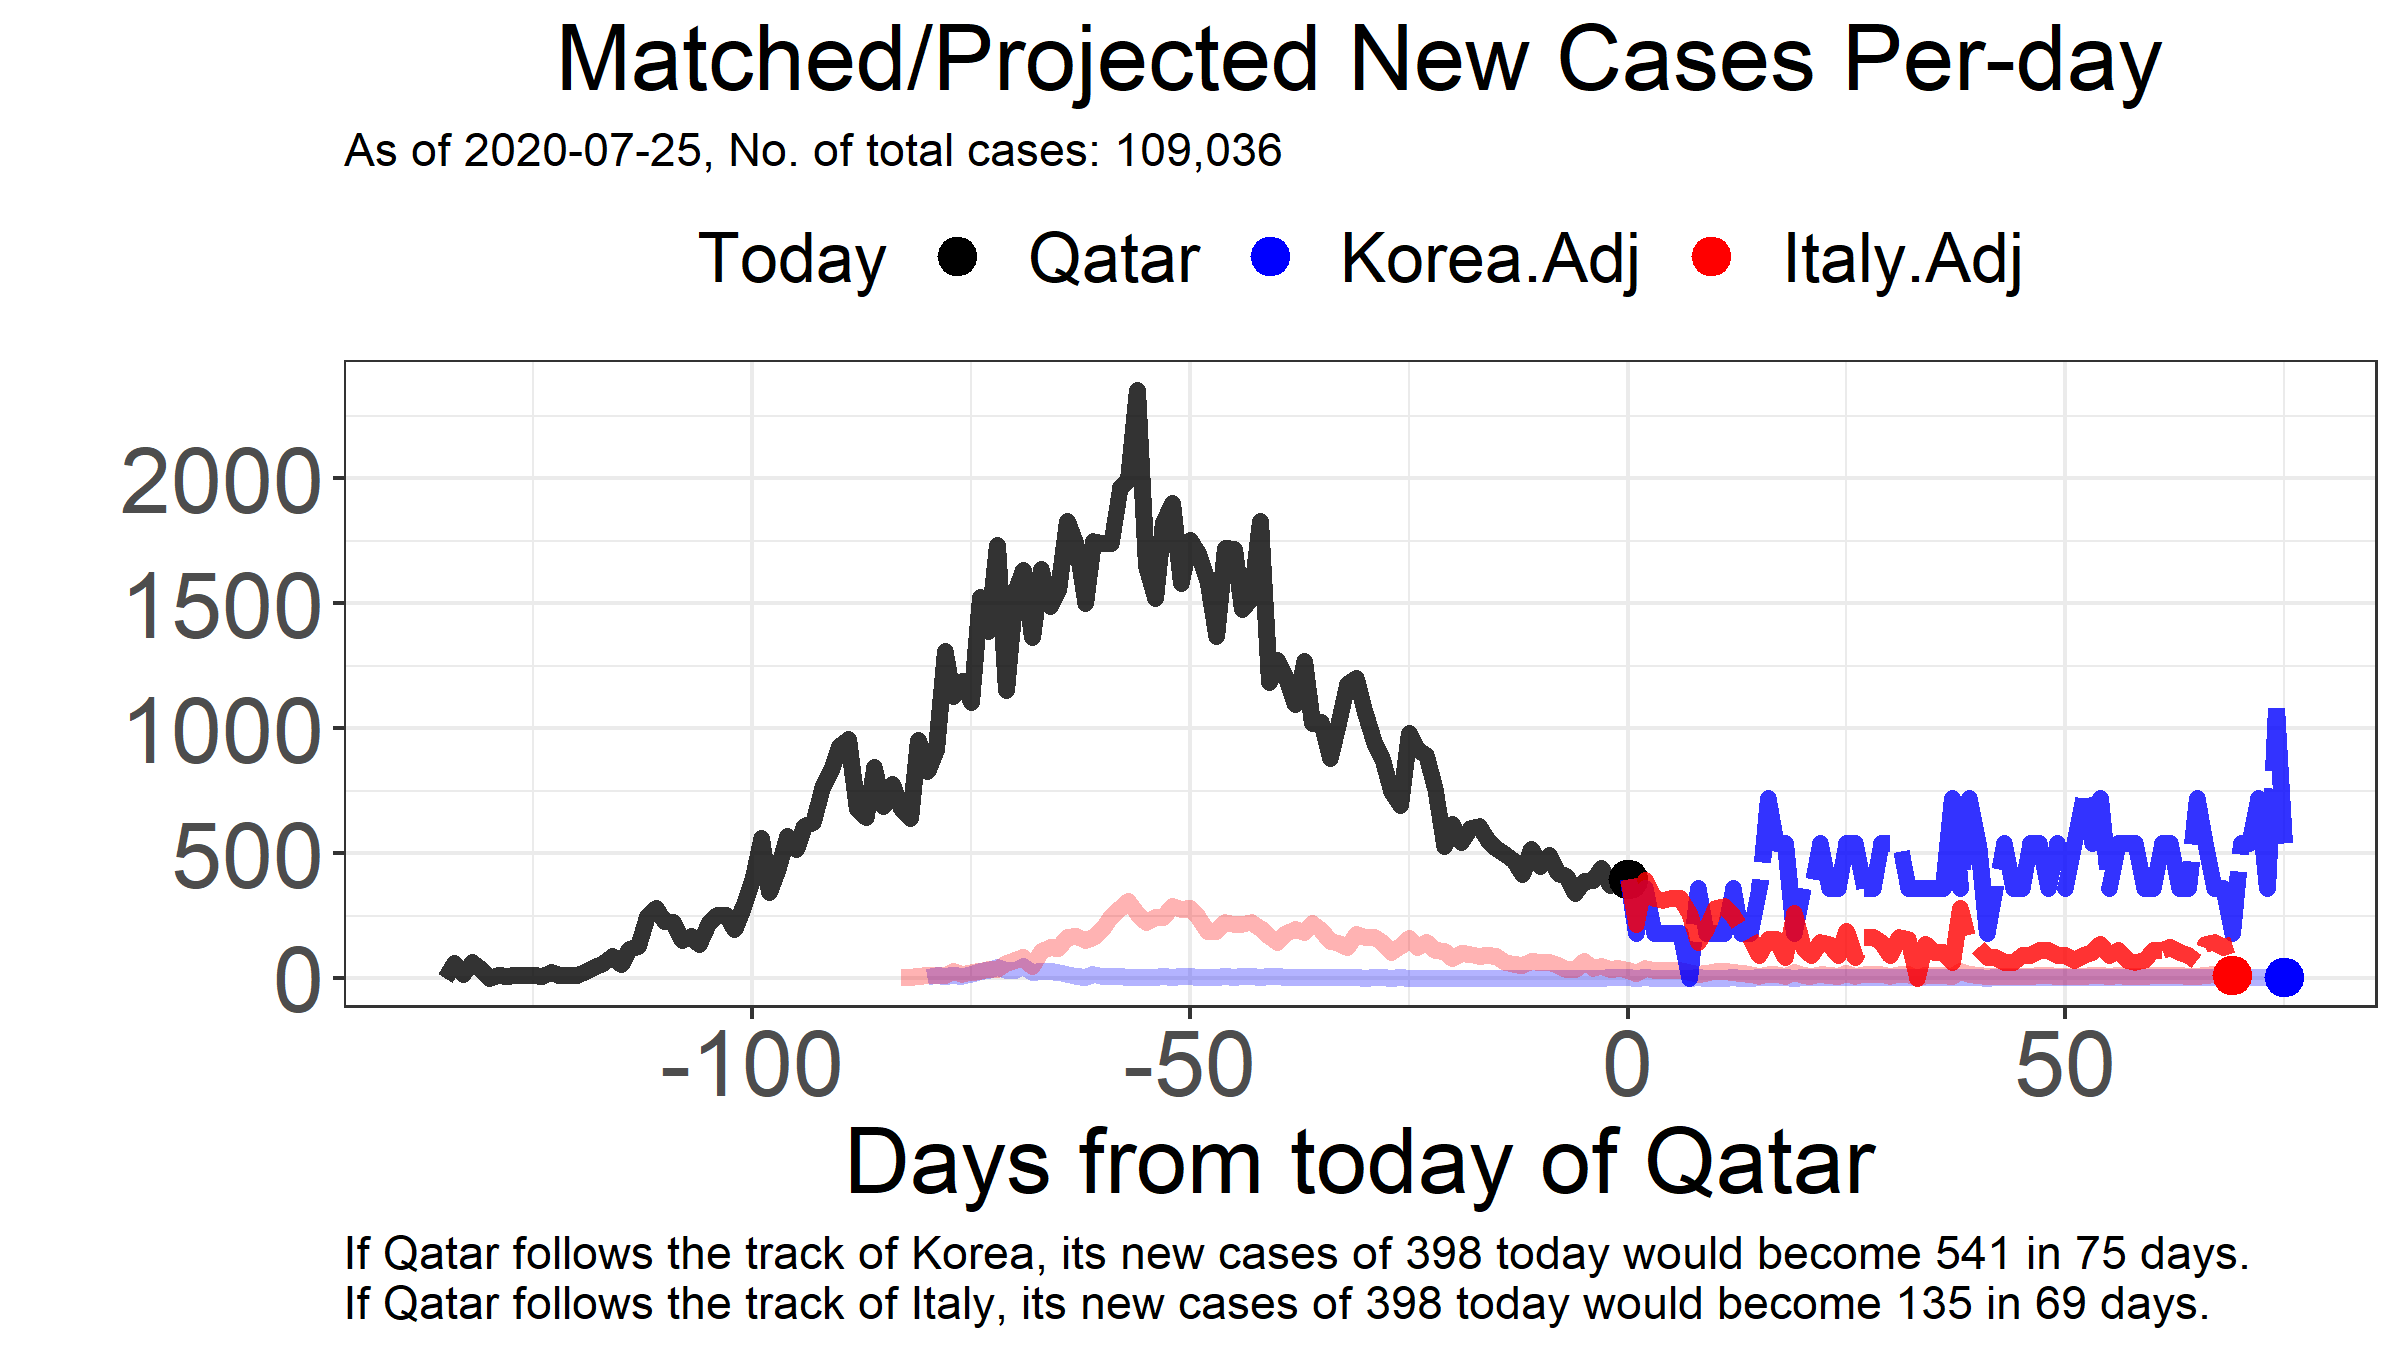 Matched/Projected New Cases Per-day
As of 2020-07-25, No. of total cases: 109,036
Today Qatar Korea.Adj Italy.Adj
2000
1500
1000
500
0
-100 -50 0 50
Days from today of Qatar
If Qatar follows the track of Korea, its new cases of 398 today would become 541 in 75 days.
If Qatar follows the track of Italy, its new cases of 398 today would become 135 in 69 days.